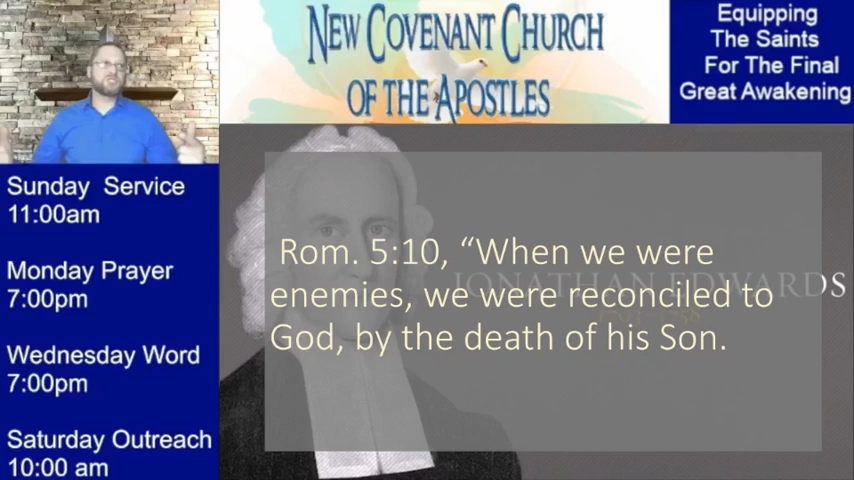 NEW COVENANT CHURCH
OF THE APOSTLES
Equipping
The Saints
For The Final
Great Awakening
Sunday Service
11:00am
Monday Prayer
7:00pm
Wednesday Word
7:00pm
Saturday Outreach
10:00 am
Rom. 5:10, “When we were
enemies, we were reconciled to
God, by the death of his Son.
JONATHAN EDWARDS
1703-1758